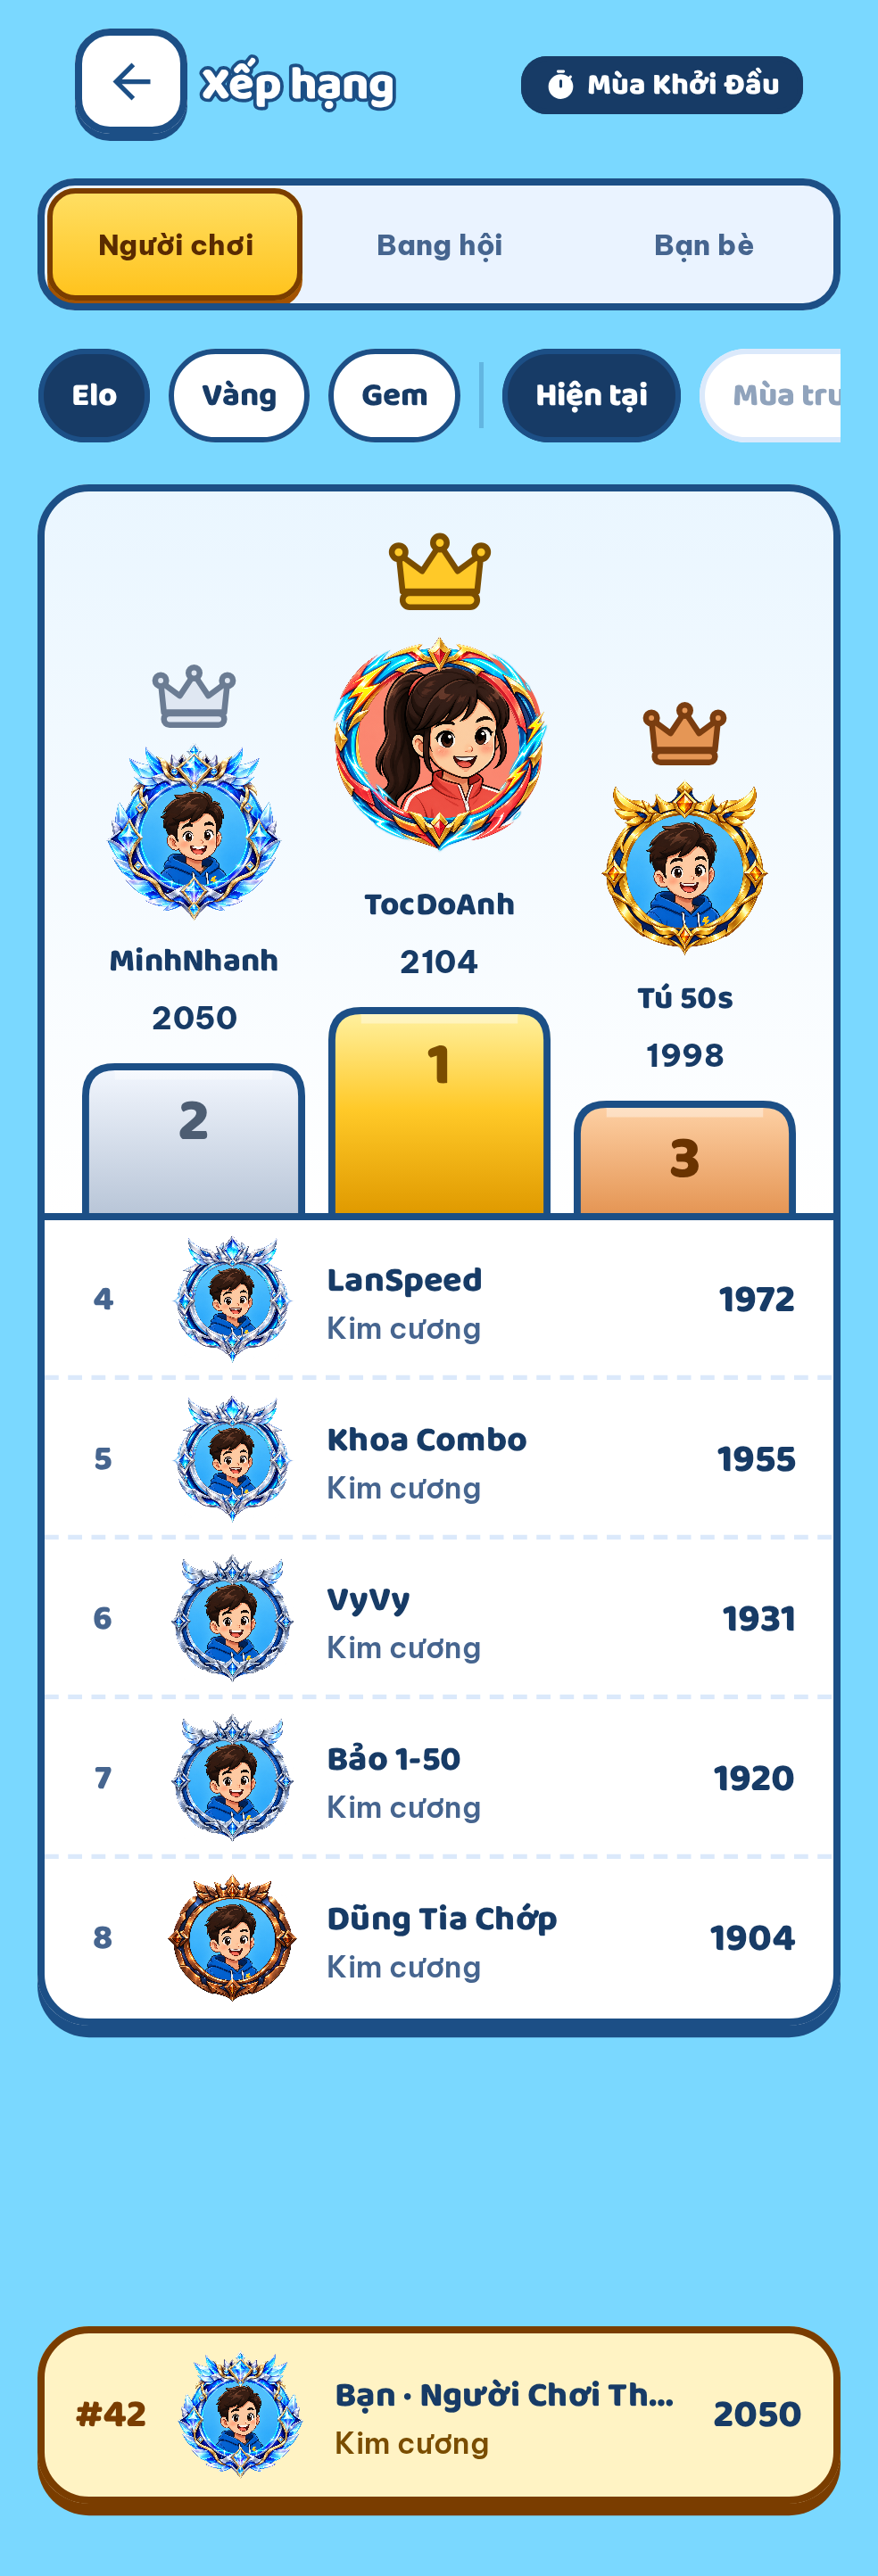 Xếp hạng
Mùa Khởi Đầu
Người chơi
Bang hội
Bạn bè
Elo
Vàng
Gem
Hiện tại
Mùa
MinhNhanh
2050
2
TocDoAnh
2104
1
Tú 50s
1998
3
4
LanSpeed
Kim cương
1972
5
Khoa Combo
Kim cương
1955
6
VyVy
Kim cương
1931
7
Bảo 1-50
Kim cương
1920
8
Dũng Tia Chớp
Kim cương
1904
#42
Bạn · Người Chơi Th...
Kim cương
2050